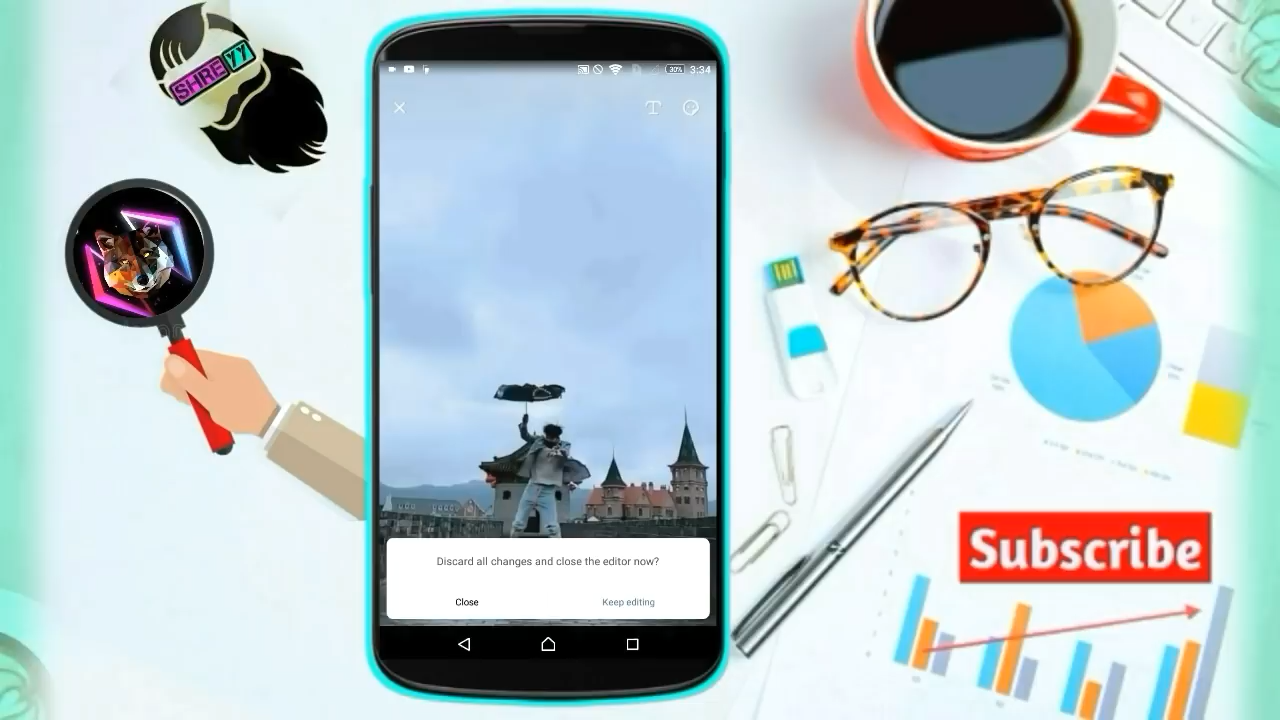 SHREYY
30% 3:34
T
Discard all changes and close the editor now?
Close Keep editing
Subscribe